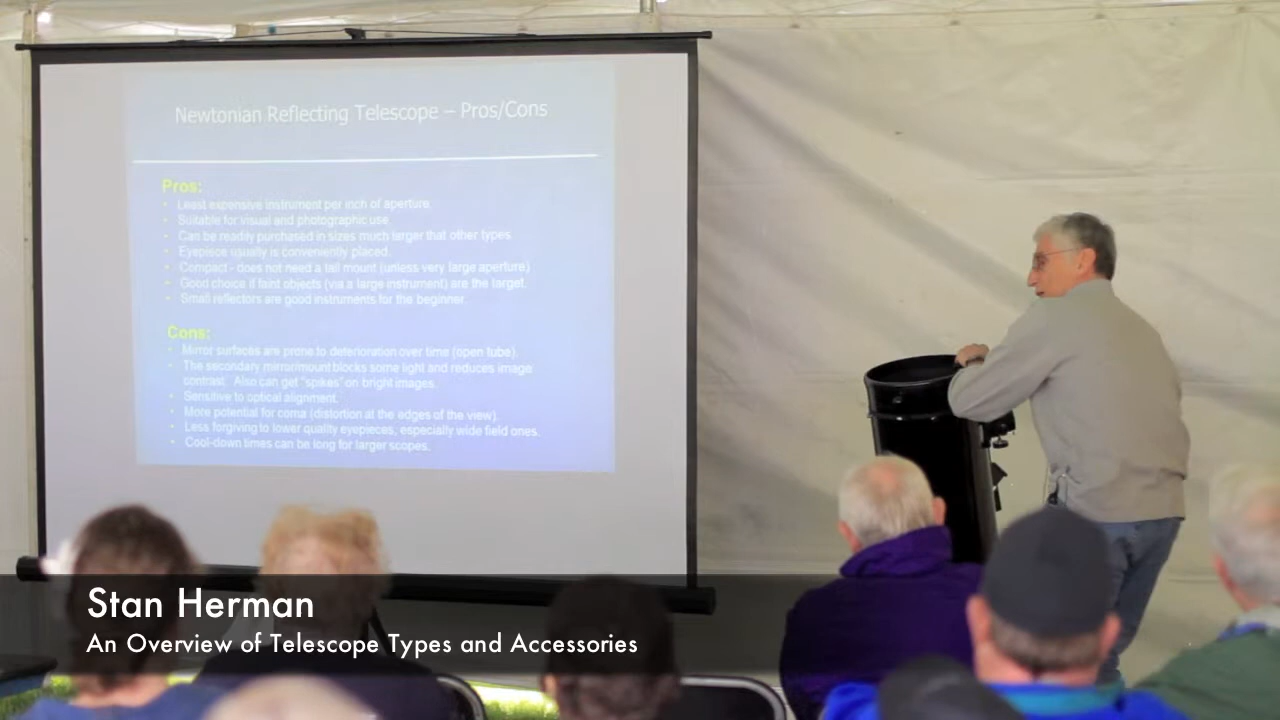 Newtonian Reflecting Telescope – Pros/Cons
Pros:
• Least expensive instrument per inch of aperture.
• Suitable for visual and photographic use.
• Can be readily purchased in sizes much larger that other types.
• Eyepiece usually is conveniently placed.
• Compact - does not need a tall mount (unless very large aperture)
• Good choice if faint objects (via a large instrument) are the target.
• Small reflectors are good instruments for the beginner.
Cons:
• Mirror surfaces are prone to deterioration over time (open tube).
• The secondary mirror/mount blocks some light and reduces image
contrast. Also can get "spikes" on bright images.
• Sensitive to optical alignment.
• More potential for coma (distortion at the edges of the view).
• Less forgiving to lower quality eyepieces, especially wide field ones.
• Cool-down times can be long for larger scopes.
Stan Herman
An Overview of Telescope Types and Accessories